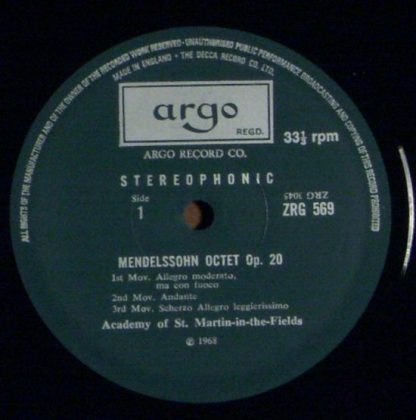 ALL RIGHTS OF THE MANUFACTURER AND OF THE OWNER OF THE RECORDED WORK RESERVED · UNAUTHORISED PUBLIC PERFORMANCE BROADCASTING AND COPYING OF THIS RECORD PROHIBITED
MADE IN ENGLAND · THE DECCA RECORD CO. LTD.
argo
REGD.
33⅓ rpm
ARGO RECORD CO.
STEREOPHONIC
Side
1
ZRG 3045
ZRG 569
MENDELSSOHN OCTET Op. 20
1st Mov. Allegro moderato,
ma con fuoco
2nd Mov. Andante
3rd Mov. Scherzo Allegro leggierissimo
Academy of St. Martin-in-the-Fields
℗ 1968